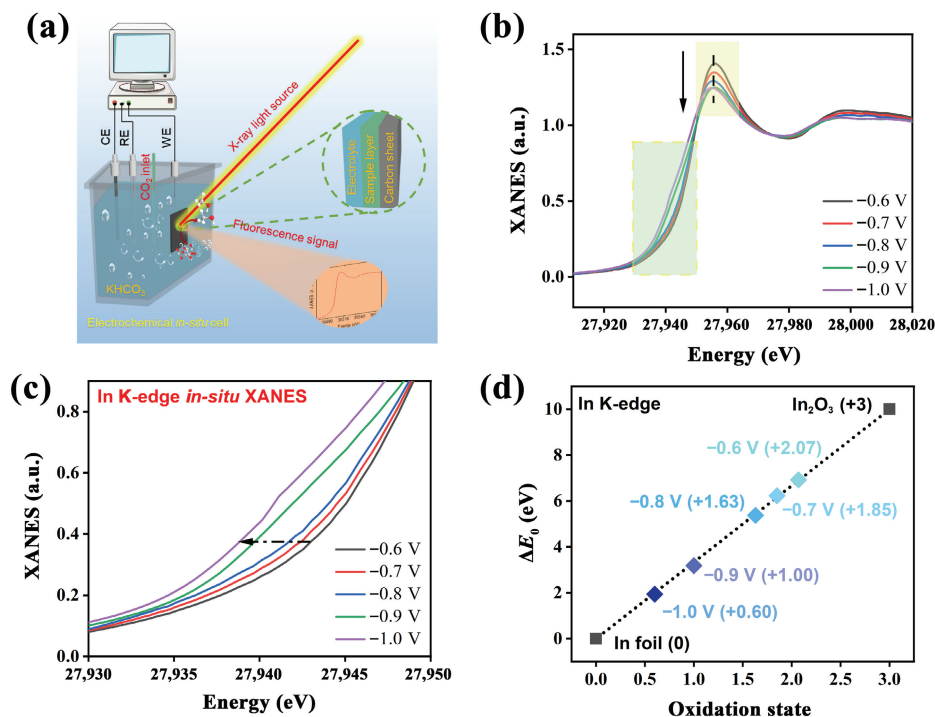 (a)
CE
RE
CO₂ inlet
WE
X-ray light source
Electrolyte
Sample layer
Carbon sheet
Fluorescence signal
KHCO₃
Electrochemical in-situ cell
(b)
XANES (a.u.)
1.5
1.0
0.5
0.0
−0.6 V
−0.7 V
−0.8 V
−0.9 V
−1.0 V
27,920 27,940 27,960 27,980 28,000 28,020
Energy (eV)
(c)
In K-edge in-situ XANES
XANES (a.u.)
0.8
0.6
0.4
0.2
0.0
−0.6 V
−0.7 V
−0.8 V
−0.9 V
−1.0 V
27,930 27,935 27,940 27,945 27,950
Energy (eV)
(d)
In K-edge
In₂O₃ (+3)
ΔE₀ (eV)
10
8
6
4
2
0
−0.6 V (+2.07)
−0.8 V (+1.63)
−0.7 V (+1.85)
−0.9 V (+1.00)
−1.0 V (+0.60)
In foil (0)
0.0 0.5 1.0 1.5 2.0 2.5 3.0
Oxidation state